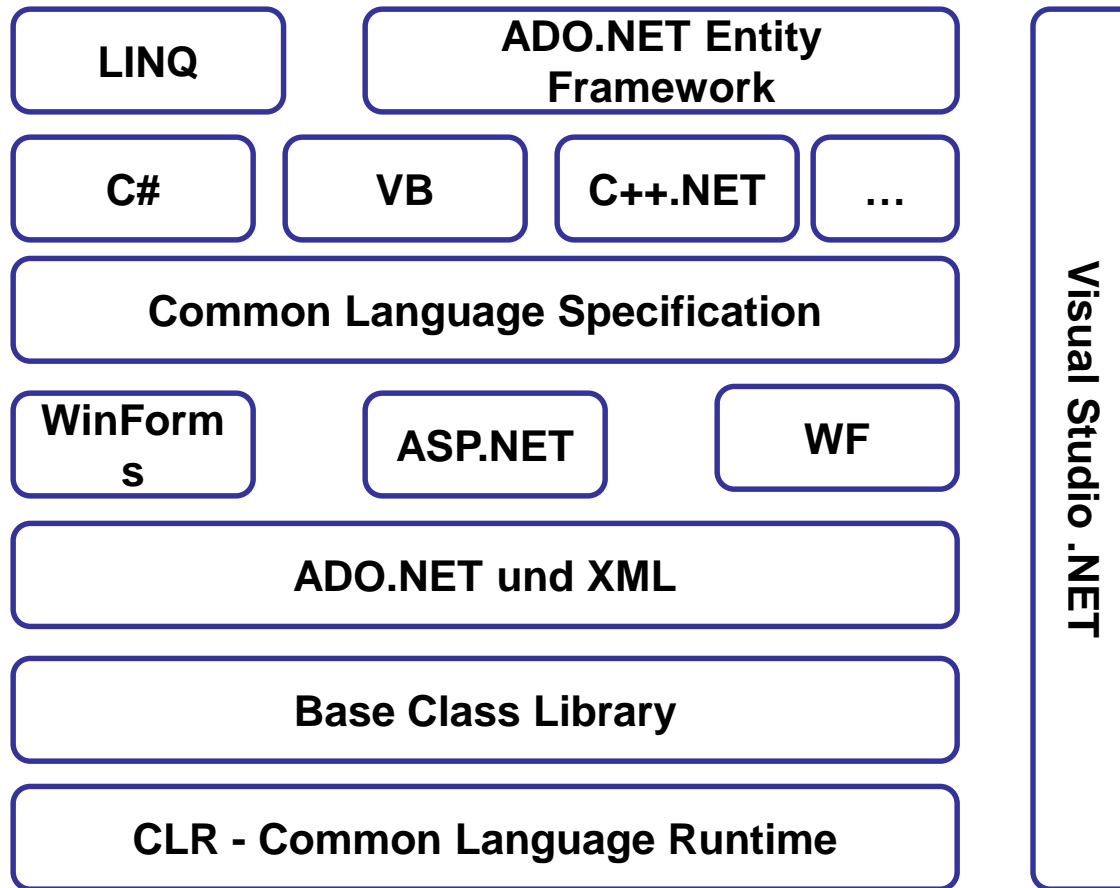 LINQ
ADO.NET Entity
Framework
C#
VB
C++.NET
…
Common Language Specification
WinForm
s
ASP.NET
WF
ADO.NET und XML
Base Class Library
CLR - Common Language Runtime
Visual Studio .NET